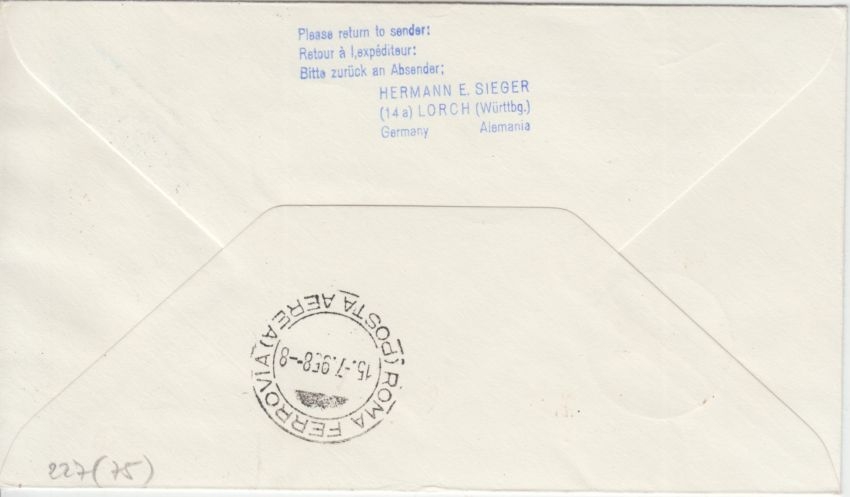 Please return to sender:
Retour à l,expéditeur:
Bitte zurück an Absender;
HERMANN E. SIEGER
(14a) LORCH (Württbg.)
Germany Alemania
ROMA FERROVIA
(POSTA AEREA)
15.-7.958-8
227(75)